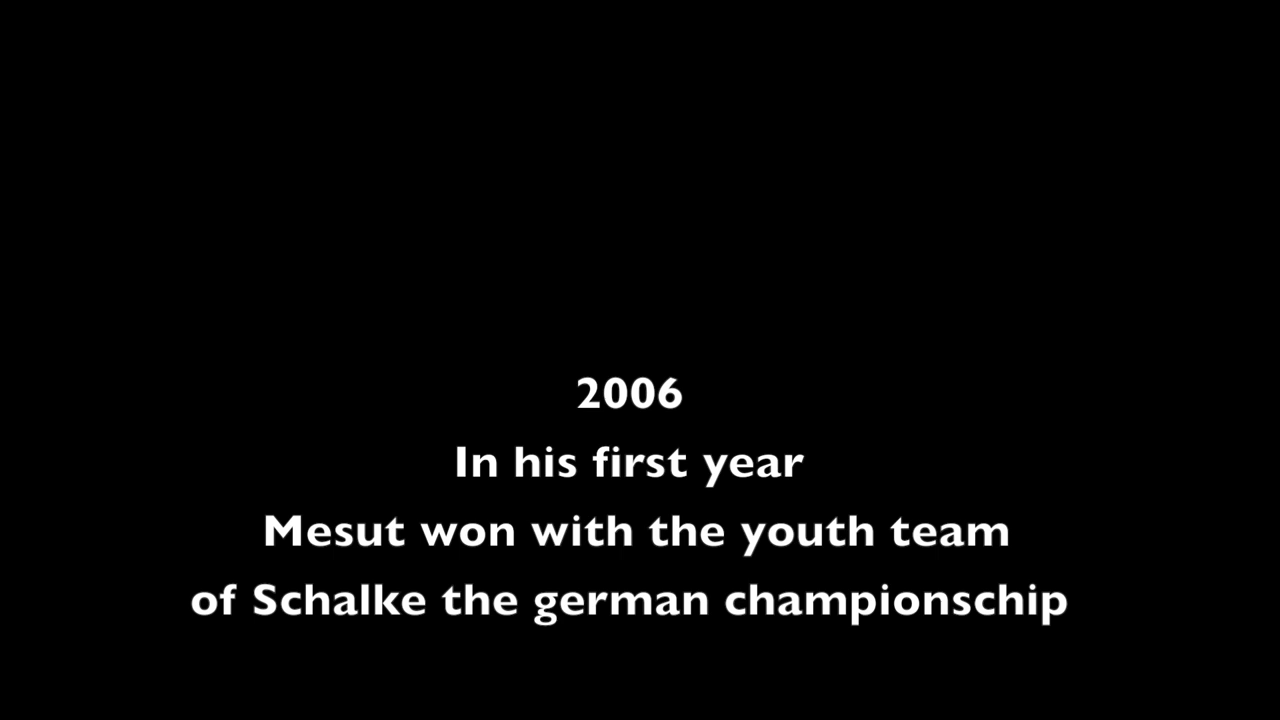 2006
In his first year
Mesut won with the youth team
of Schalke the german championschip